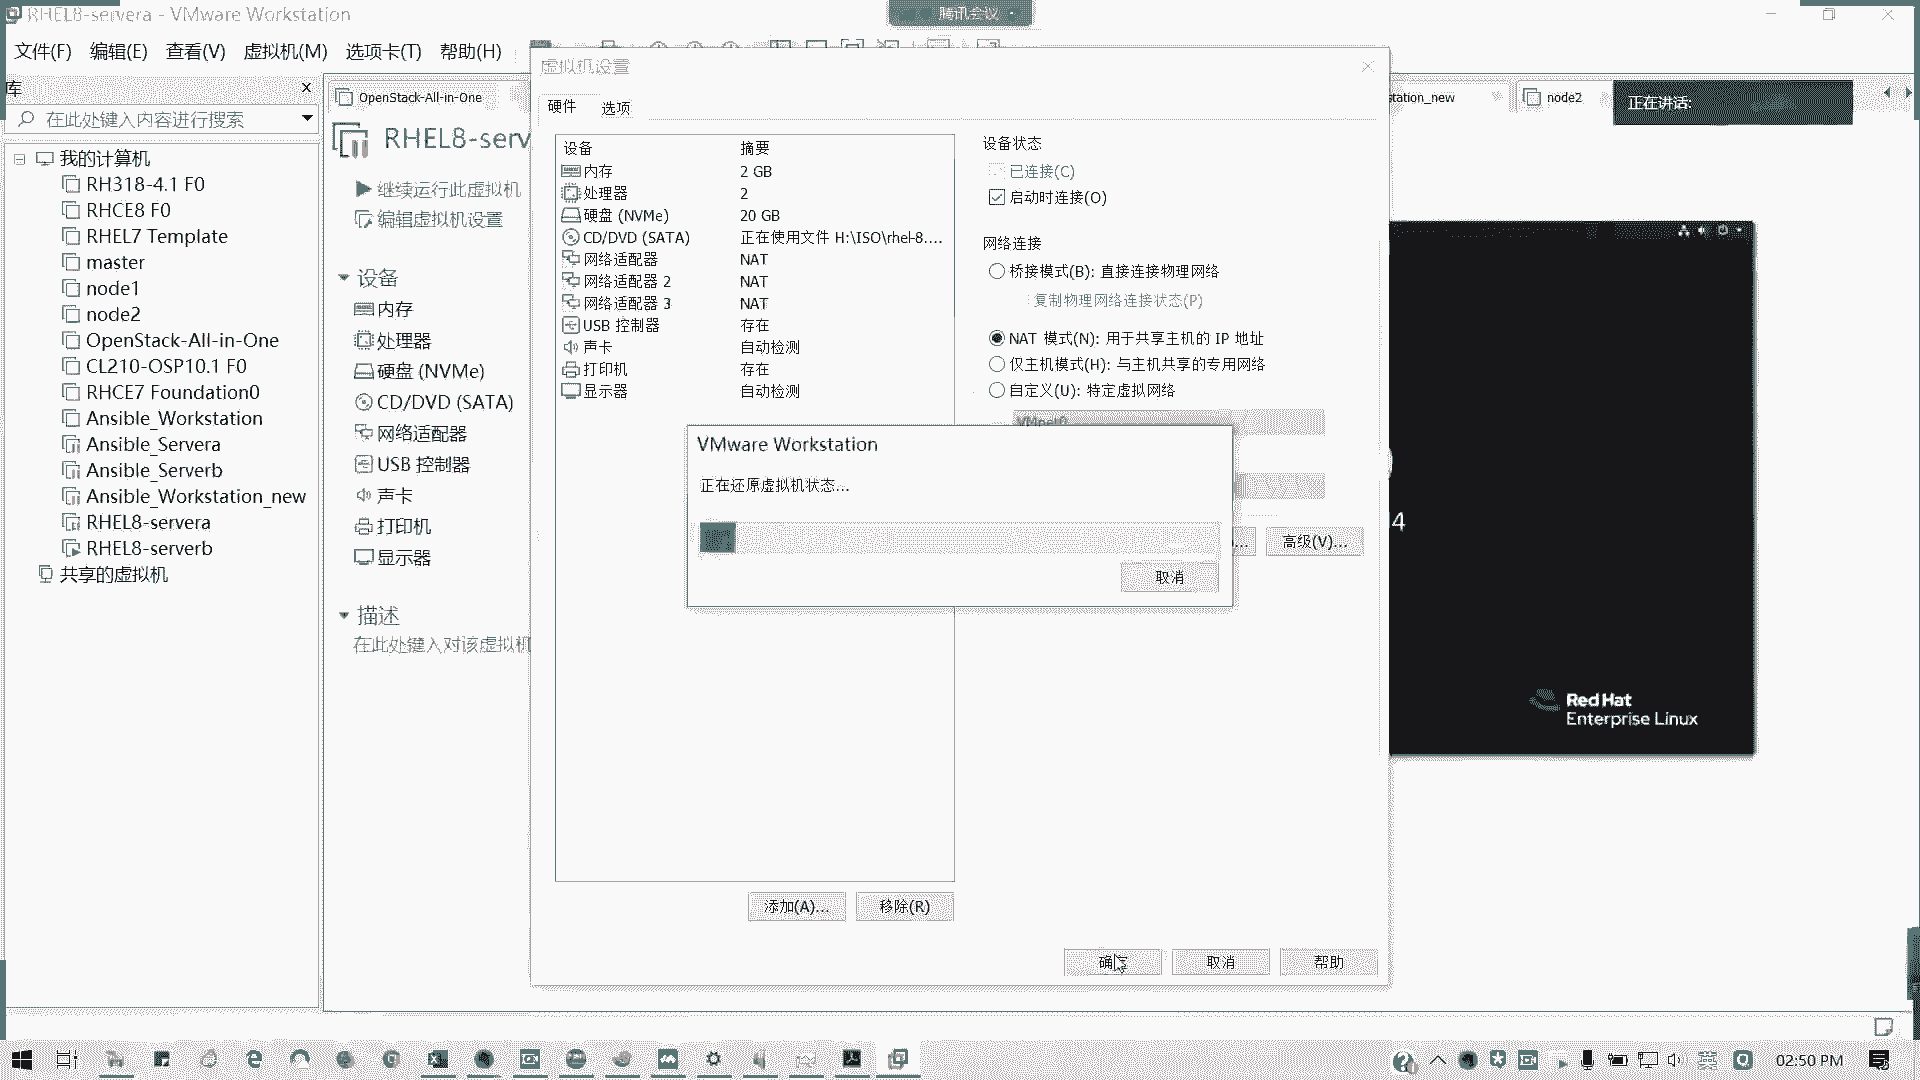 RHEL8-servera - VMware Workstation
腾讯会议
文件(F) 编辑(E) 查看(V) 虚拟机(M) 选项卡(T) 帮助(H)
库
在此处键入内容进行搜索
我的计算机
RH318-4.1 F0
RHCE8 F0
RHEL7 Template
master
node1
node2
OpenStack-All-in-One
CL210-OSP10.1 F0
RHCE7 Foundation0
Ansible_Workstation
Ansible_Servera
Ansible_Serverb
Ansible_Workstation_new
RHEL8-servera
RHEL8-serverb
共享的虚拟机
OpenStack-All-in-One
RHEL8-serv
继续运行此虚拟机
编辑虚拟机设置
设备
内存
处理器
硬盘 (NVMe)
CD/DVD (SATA)
网络适配器
USB 控制器
声卡
打印机
显示器
描述
在此处键入对该虚拟机
虚拟机设置
硬件 选项
设备 摘要
内存 2 GB
处理器 2
硬盘 (NVMe) 20 GB
CD/DVD (SATA) 正在使用文件 H:\ISO\rhel-8....
网络适配器 NAT
网络适配器 2 NAT
网络适配器 3 NAT
USB 控制器 存在
声卡 自动检测
打印机 存在
显示器 自动检测
添加(A)... 移除(R)
设备状态
已连接(C)
启动时连接(O)
网络连接
桥接模式(B): 直接连接物理网络
复制物理网络连接状态(P)
NAT 模式(N): 用于共享主机的 IP 地址
仅主机模式(H): 与主机共享的专用网络
自定义(U): 特定虚拟网络
VMnet0
高级(V)...
VMware Workstation
正在还原虚拟机状态...
取消
确定 取消 帮助
station_new
node2
正在讲话:
4
Red Hat
Enterprise Linux
英
02:50 PM